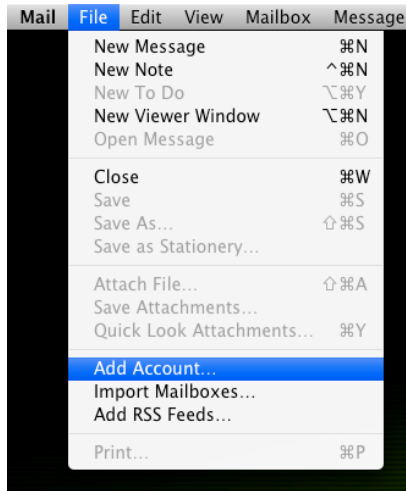 Mail File Edit View Mailbox Message
New Message ⌘N
New Note ^⌘N
New To Do ⌥⌘Y
New Viewer Window ⌥⌘N
Open Message ⌘O
Close ⌘W
Save ⌘S
Save As... ⇧⌘S
Save as Stationery...
Attach File... ⇧⌘A
Save Attachments...
Quick Look Attachments... ⌘Y
Add Account...
Import Mailboxes...
Add RSS Feeds...
Print... ⌘P